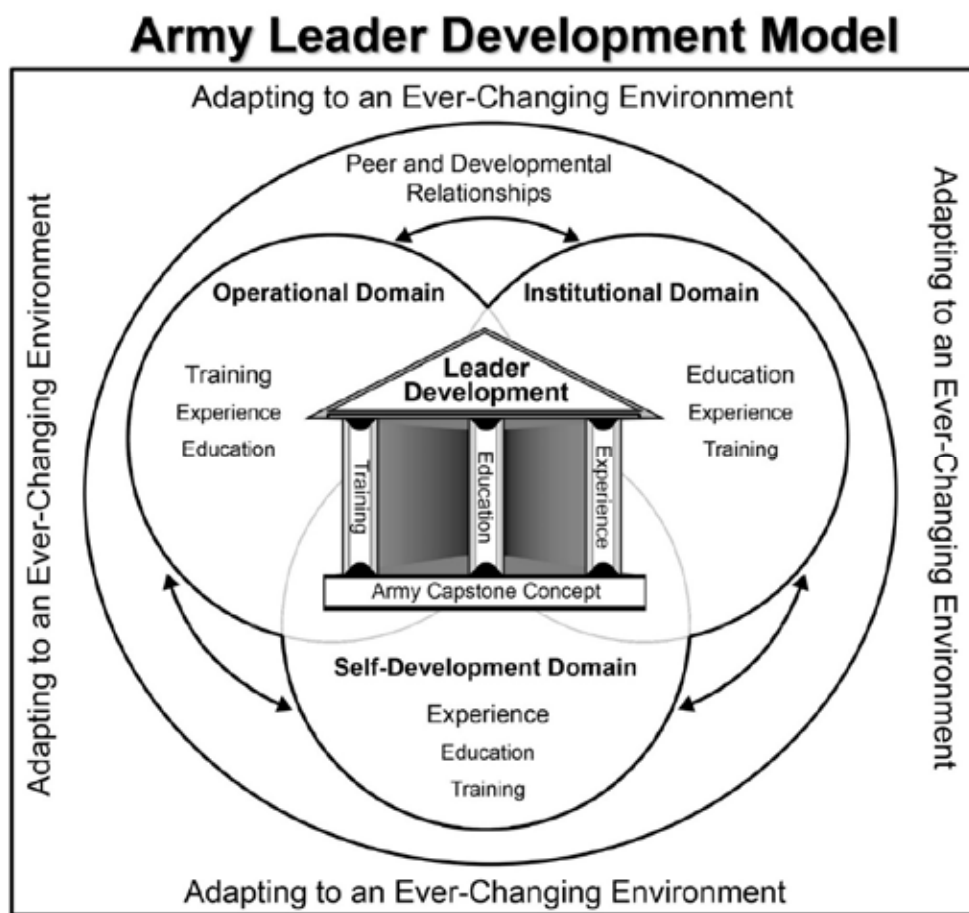 Army Leader Development Model
Adapting to an Ever-Changing Environment
Adapting to an Ever-Changing Environment
Adapting to an Ever-Changing Environment
Peer and Developmental
Relationships
Operational Domain
Training
Experience
Education
Institutional Domain
Education
Experience
Training
Leader
Development
Training
Education
Experience
Army Capstone Concept
Self-Development Domain
Experience
Education
Training
Adapting to an Ever-Changing Environment